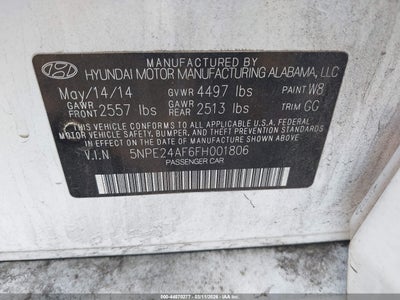 MANUFACTURED BY
HYUNDAI MOTOR MANUFACTURING ALABAMA, LLC
May/14/14 GVWR 4497 lbs PAINT W8
GAWR FRONT 2557 lbs GAWR REAR 2513 lbs TRIM GG
THIS VEHICLE CONFORMS TO ALL APPLICABLE U.S.A. FEDERAL
MOTOR VEHICLE SAFETY, BUMPER, AND THEFT PREVENTION STANDARDS
IN EFFECT ON THE DATE OF MANUFACTURE SHOWN ABOVE.
V.I.N 5NPE24AF6FH001806
PASSENGER CAR